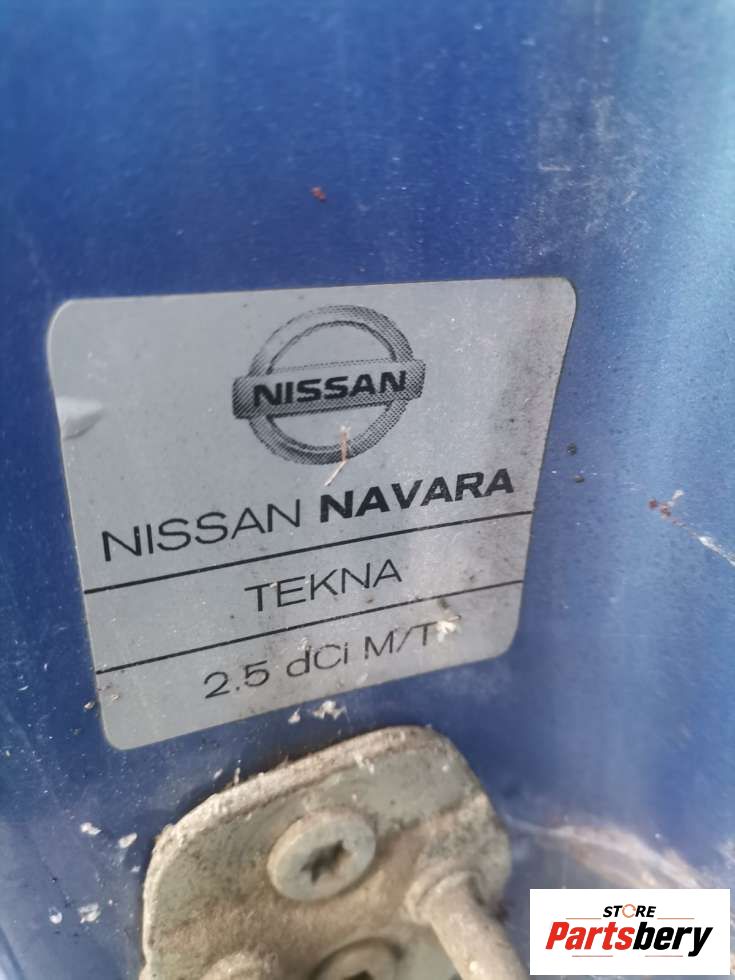 NISSAN
NISSAN NAVARA
TEKNA
2.5 dCi M/T
STORE
Partsbery